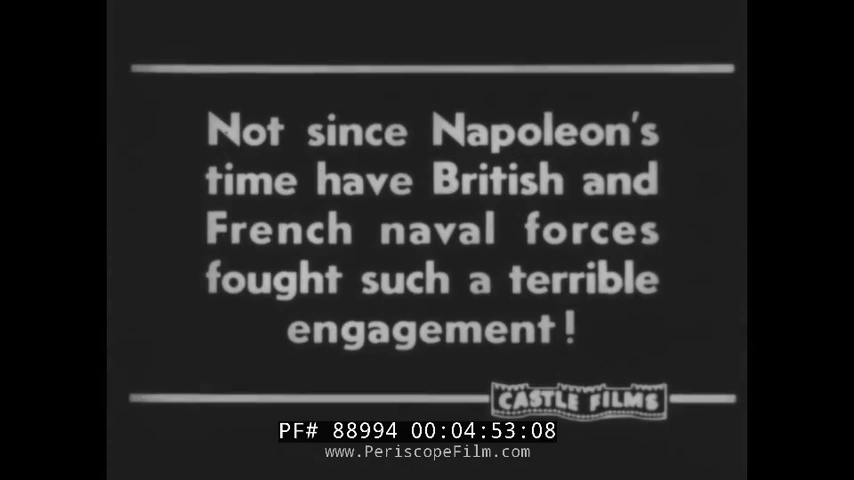 Not since Napoleon's
time have British and
French naval forces
fought such a terrible
engagement!
CASTLE FILMS
PF# 88994 00:04:53:08
www.PeriscopeFilm.com